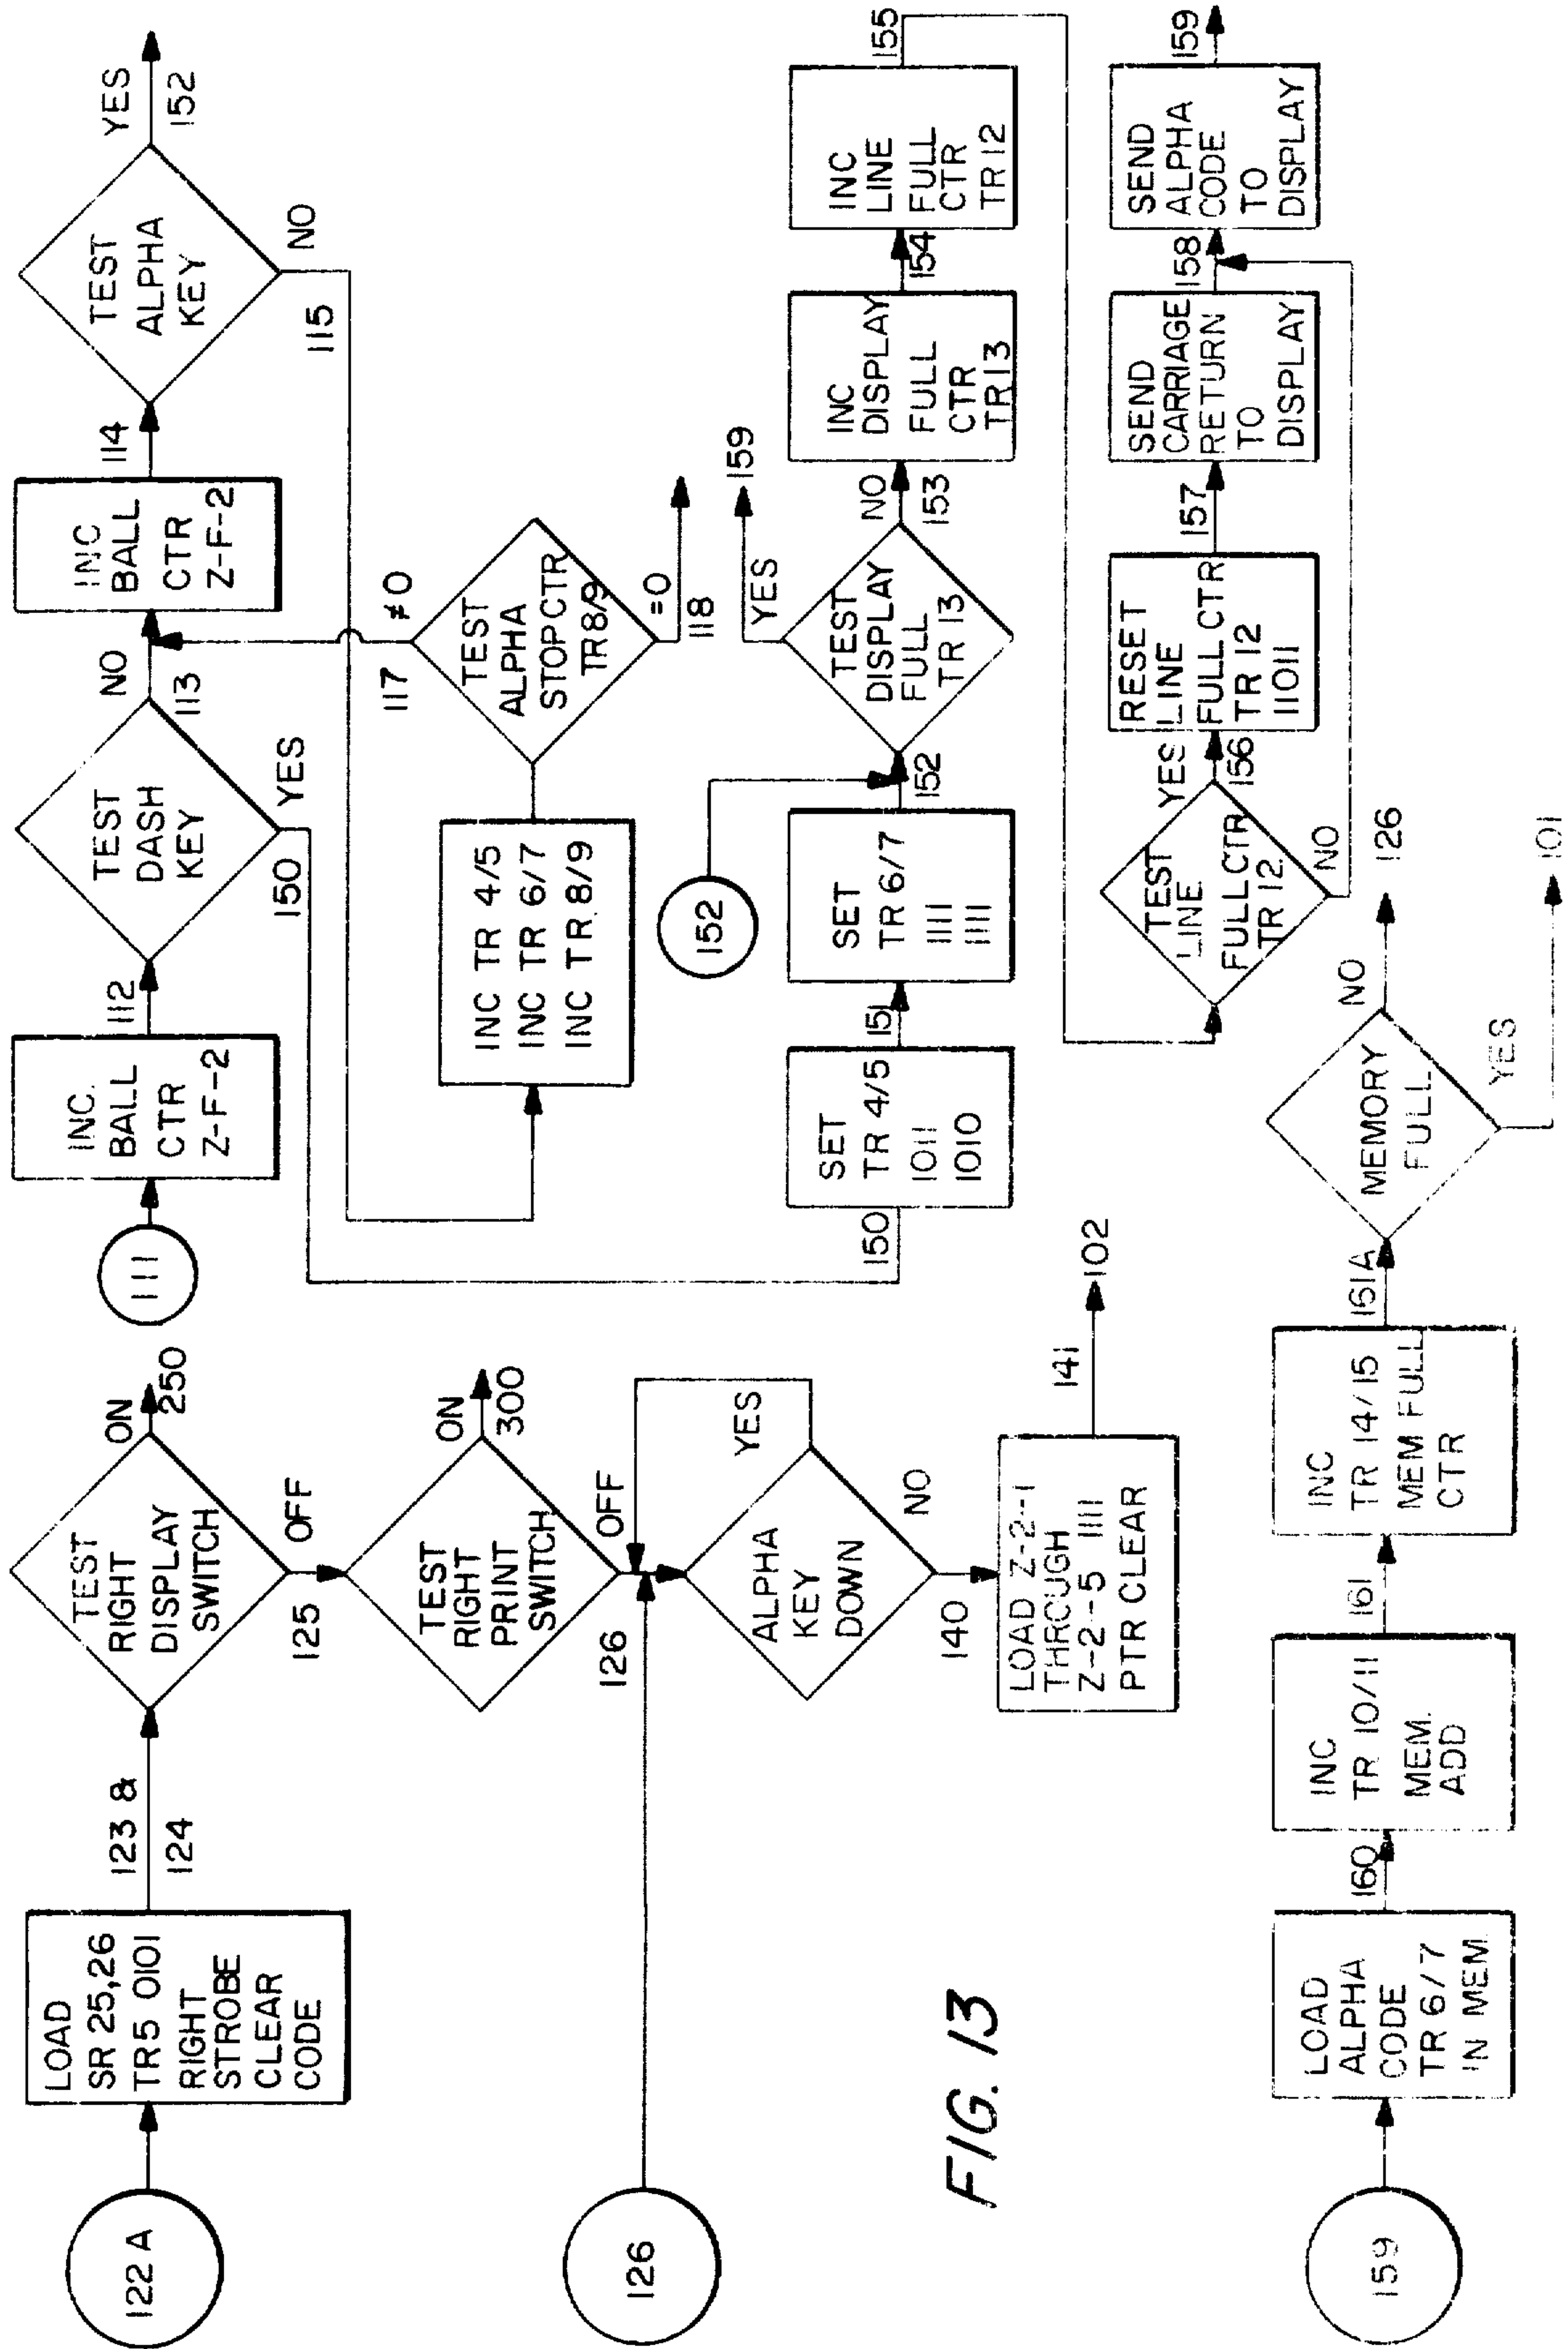 122 A
LOAD
SR 25,26
TR5 0101
RIGHT
STROBE
CLEAR
CODE
123 &
124
TEST
RIGHT
DISPLAY
SWITCH
ON
250
OFF
125
TEST
RIGHT
PRINT
SWITCH
ON
300
OFF
126
126
ALPHA
KEY
DOWN
YES
NO
140
LOAD Z-2-1
THROUGH
Z-2-5 1111
PTR CLEAR
141
102
111
INC.
BALL
CTR
Z-F-2
112
TEST
DASH
KEY
NO
113
YES
150
INC
BALL
CTR
Z-F-2
114
TEST
ALPHA
KEY
YES
152
NO
115
INC TR 4/5
INC TR 6/7
INC TR 8/9
TEST
ALPHA
STOP CTR
TR 8/9
≠0
117
=0
118
150
SET
TR 4/5
1011
1010
151
SET
TR 6/7
1111
1111
152
152
TEST
DISPLAY
FULL
TR 13
YES
159
NO
153
INC
DISPLAY
FULL
CTR
TR 13
154
INC
LINE
FULL
CTR
TR 12
155
TEST
LINE
FULL CTR
TR 12
YES
156
NO
RESET
LINE
FULL CTR
TR 12
11011
157
SEND
CARRIAGE
RETURN
TO
DISPLAY
158
SEND
ALPHA
CODE
TO
DISPLAY
159
159
LOAD
ALPHA
CODE
TR 6/7
IN MEM
160
INC
TR 10/11
MEM.
ADD
161
INC
TR 14/15
MEM FULL
CTR
161A
MEMORY
FULL
NO
126
YES
101
FIG. 13